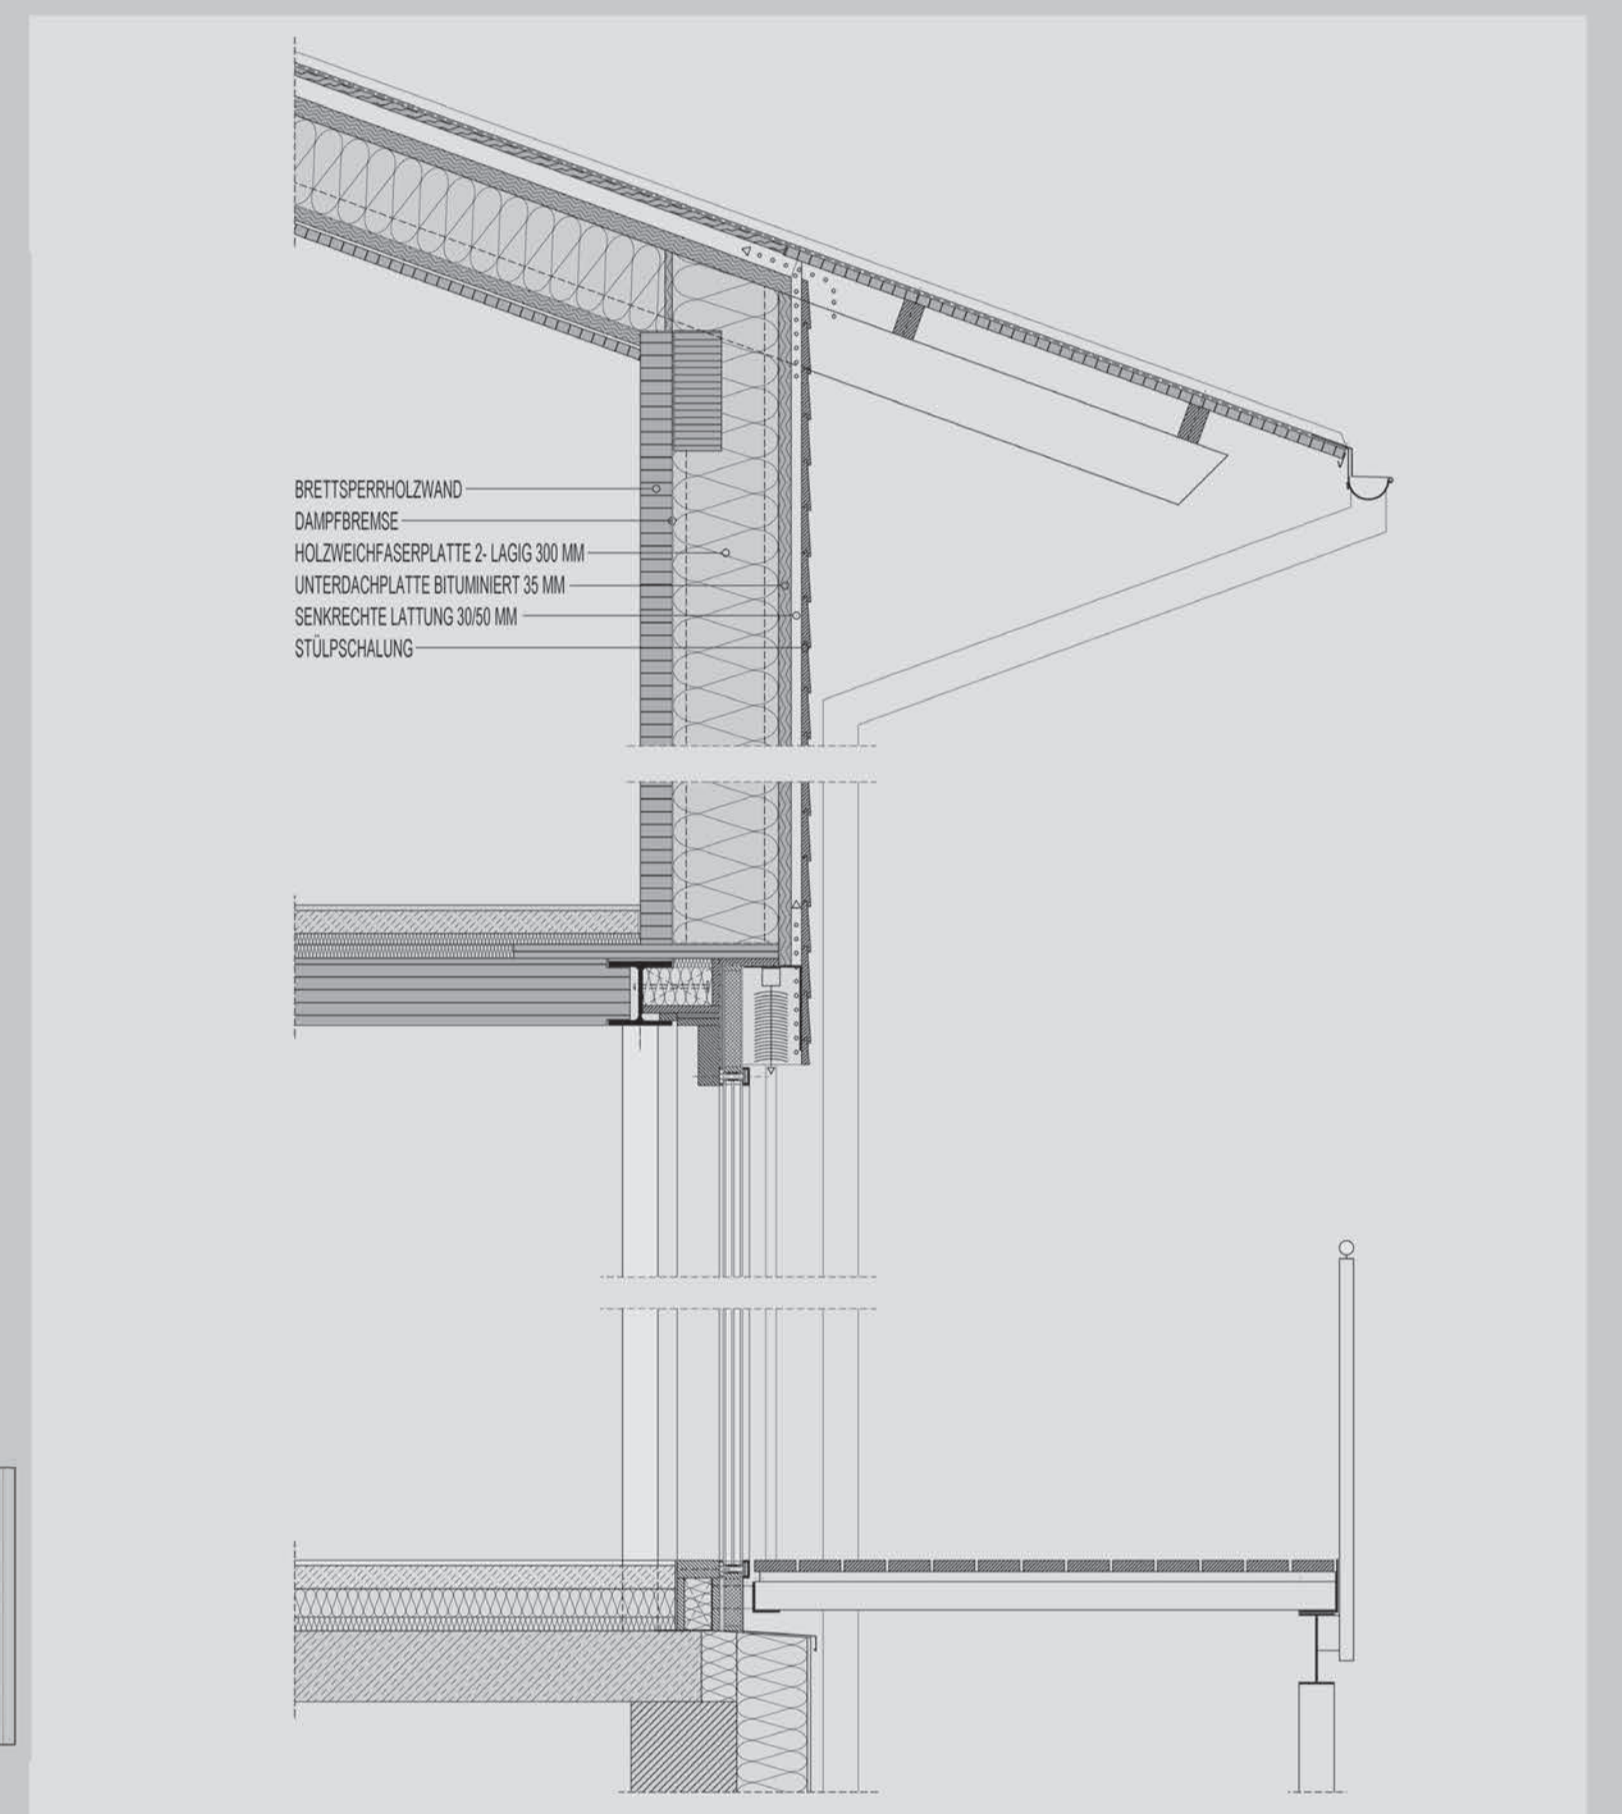 BRETTSPERRHOLZWAND
DAMPFBREMSE
HOLZWEICHFASERPLATTE 2- LAGIG 300 MM
UNTERDACHPLATTE BITUMINIERT 35 MM
SENKRECHTE LATTUNG 30/50 MM
STÜLPSCHALUNG